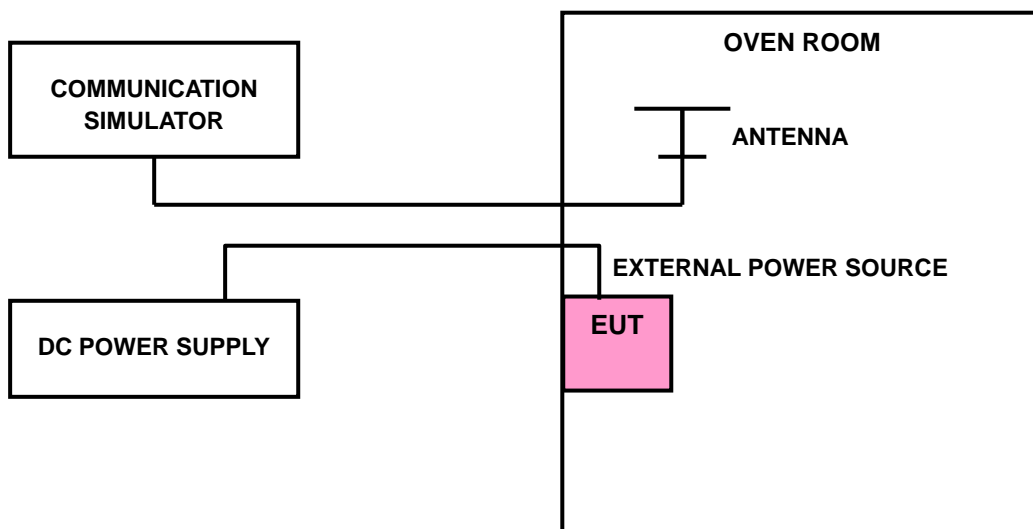 OVEN ROOM
COMMUNICATION
SIMULATOR
ANTENNA
EXTERNAL POWER SOURCE
EUT
DC POWER SUPPLY